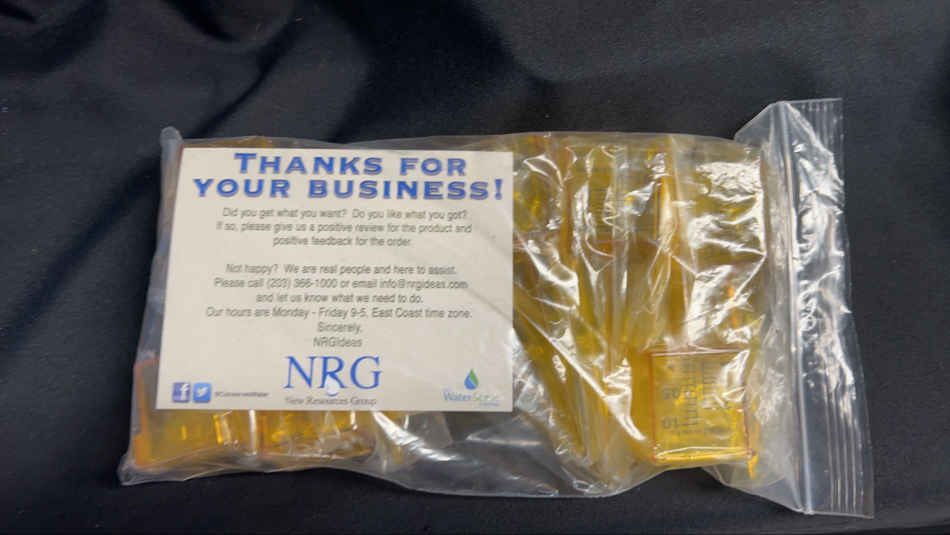 THANKS FOR
YOUR BUSINESS!
Did you get what you want? Do you like what you got?
If so, please give us a positive review for the product and
positive feedback for the order.
Not happy? We are real people and here to assist.
Please call (203) 366-1000 or email info@nrgideas.com
and let us know what we need to do.
Our hours are Monday - Friday 9-5, East Coast time zone.
Sincerely,
NRGIdeas
NRG
New Resources Group
WaterSense
10